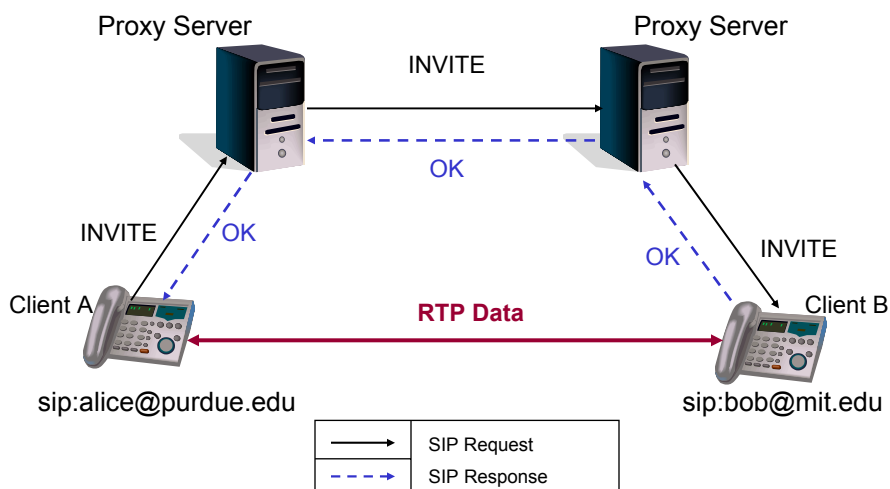 Proxy Server
Proxy Server
INVITE
OK
INVITE
OK
INVITE
OK
Client A
RTP Data
Client B
sip:alice@purdue.edu
sip:bob@mit.edu
SIP Request
SIP Response